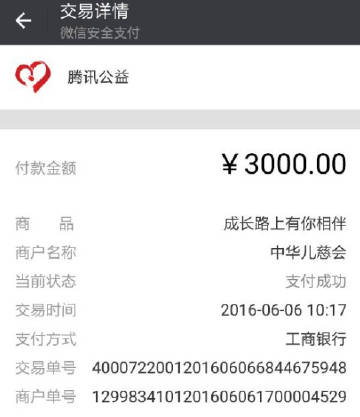 交易详情
微信安全支付
腾讯公益
付款金额 ￥3000.00
商 品 成长路上有你相伴
商户名称 中华儿慈会
当前状态 支付成功
交易时间 2016-06-06 10:17
支付方式 工商银行
交易单号 4000722001201606066844675948
商户单号 1299834101201606061700004529